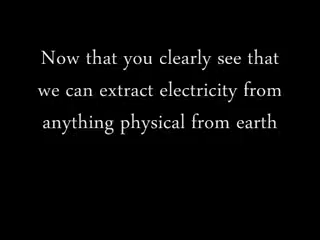 Now that you clearly see that
we can extract electricity from
anything physical from earth